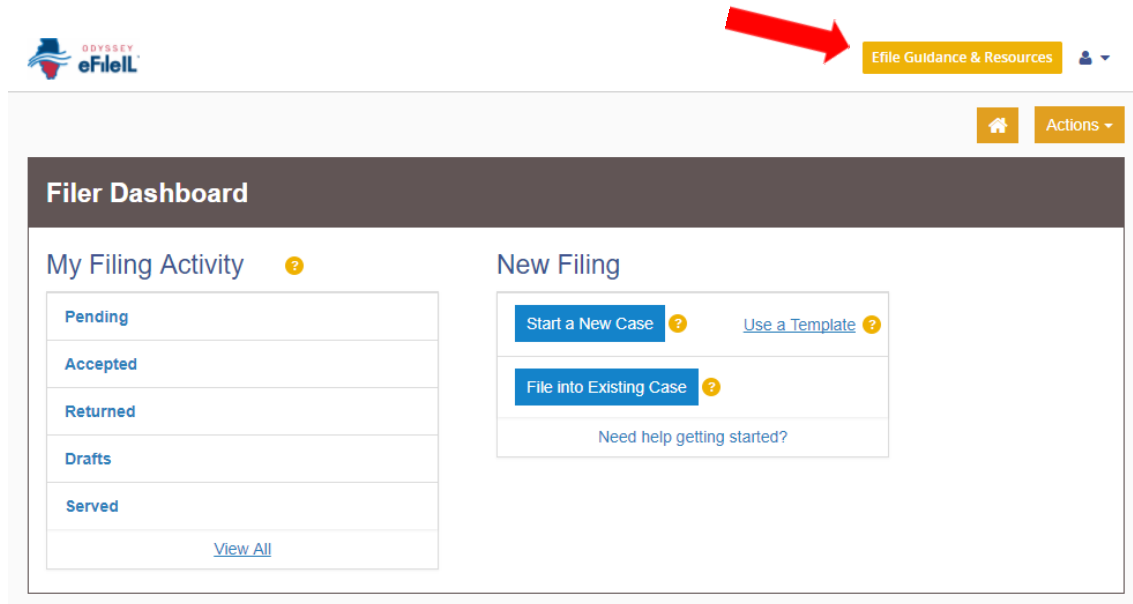 ODYSSEY
eFileIL
Efile Guidance & Resources
Actions
Filer Dashboard
My Filing Activity ?
Pending
Accepted
Returned
Drafts
Served
View All
New Filing
Start a New Case ? Use a Template ?
File into Existing Case ?
Need help getting started?